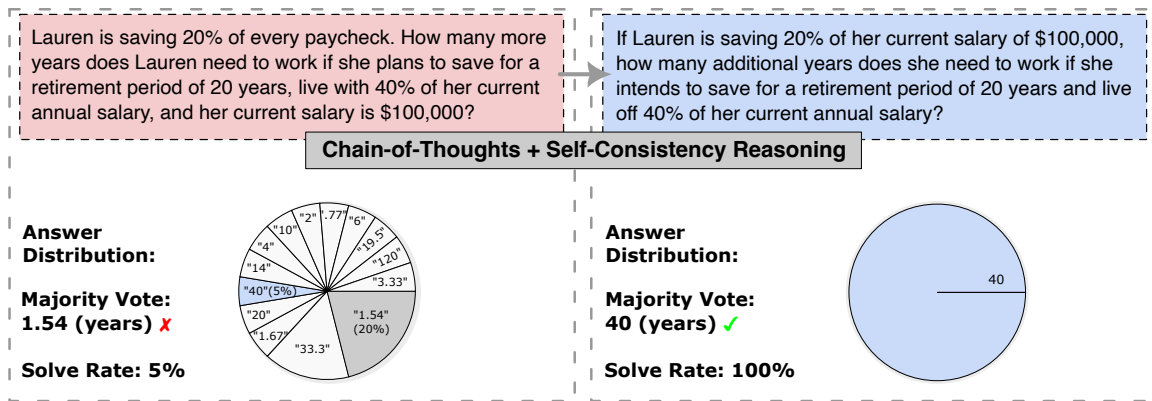 Lauren is saving 20% of every paycheck. How many more
years does Lauren need to work if she plans to save for a
retirement period of 20 years, live with 40% of her current
annual salary, and her current salary is $100,000?
If Lauren is saving 20% of her current salary of $100,000,
how many additional years does she need to work if she
intends to save for a retirement period of 20 years and live
off 40% of her current annual salary?
Chain-of-Thoughts + Self-Consistency Reasoning
Answer
Distribution:
Majority Vote:
1.54 (years) ✗
Solve Rate: 5%
"2"
".77"
"6"
"10"
"19.5"
"4"
"120"
"14"
"3.33"
"40"(5%)
"20"
"1.54"
(20%)
"1.67"
"33.3"
Answer
Distribution:
Majority Vote:
40 (years) ✓
Solve Rate: 100%
40